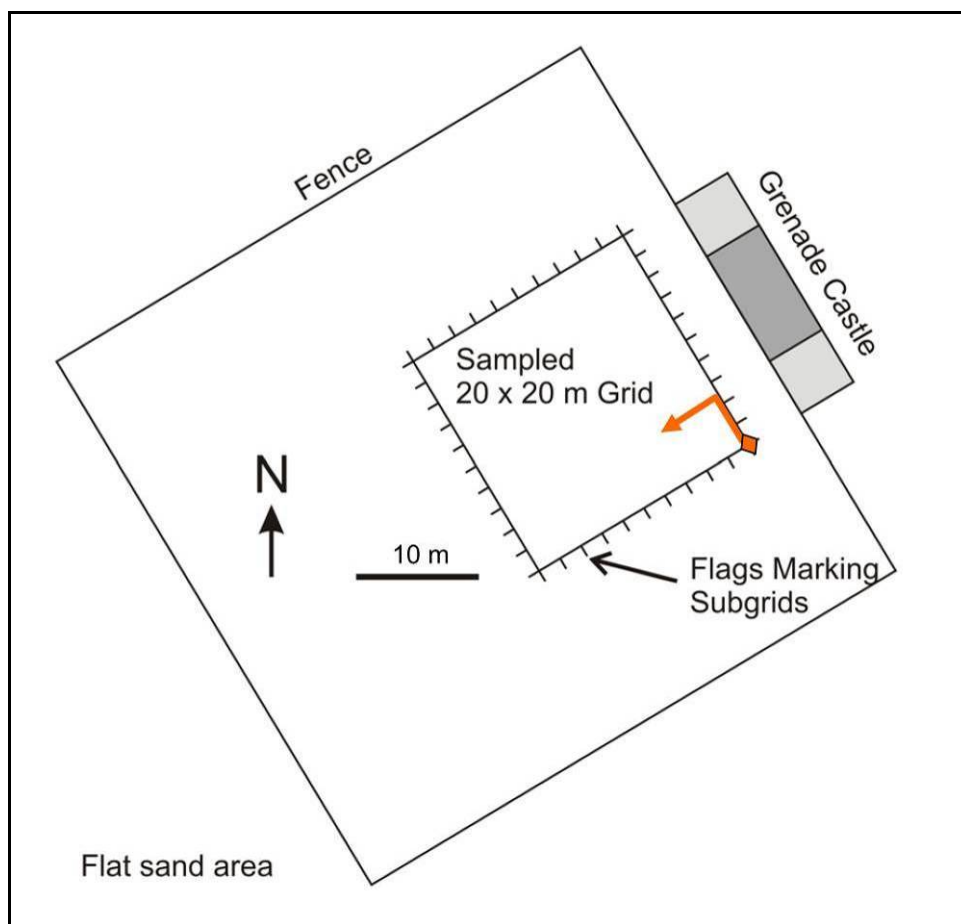 Fence
Grenade Castle
Sampled
20 x 20 m Grid
N
10 m
Flags Marking
Subgrids
Flat sand area